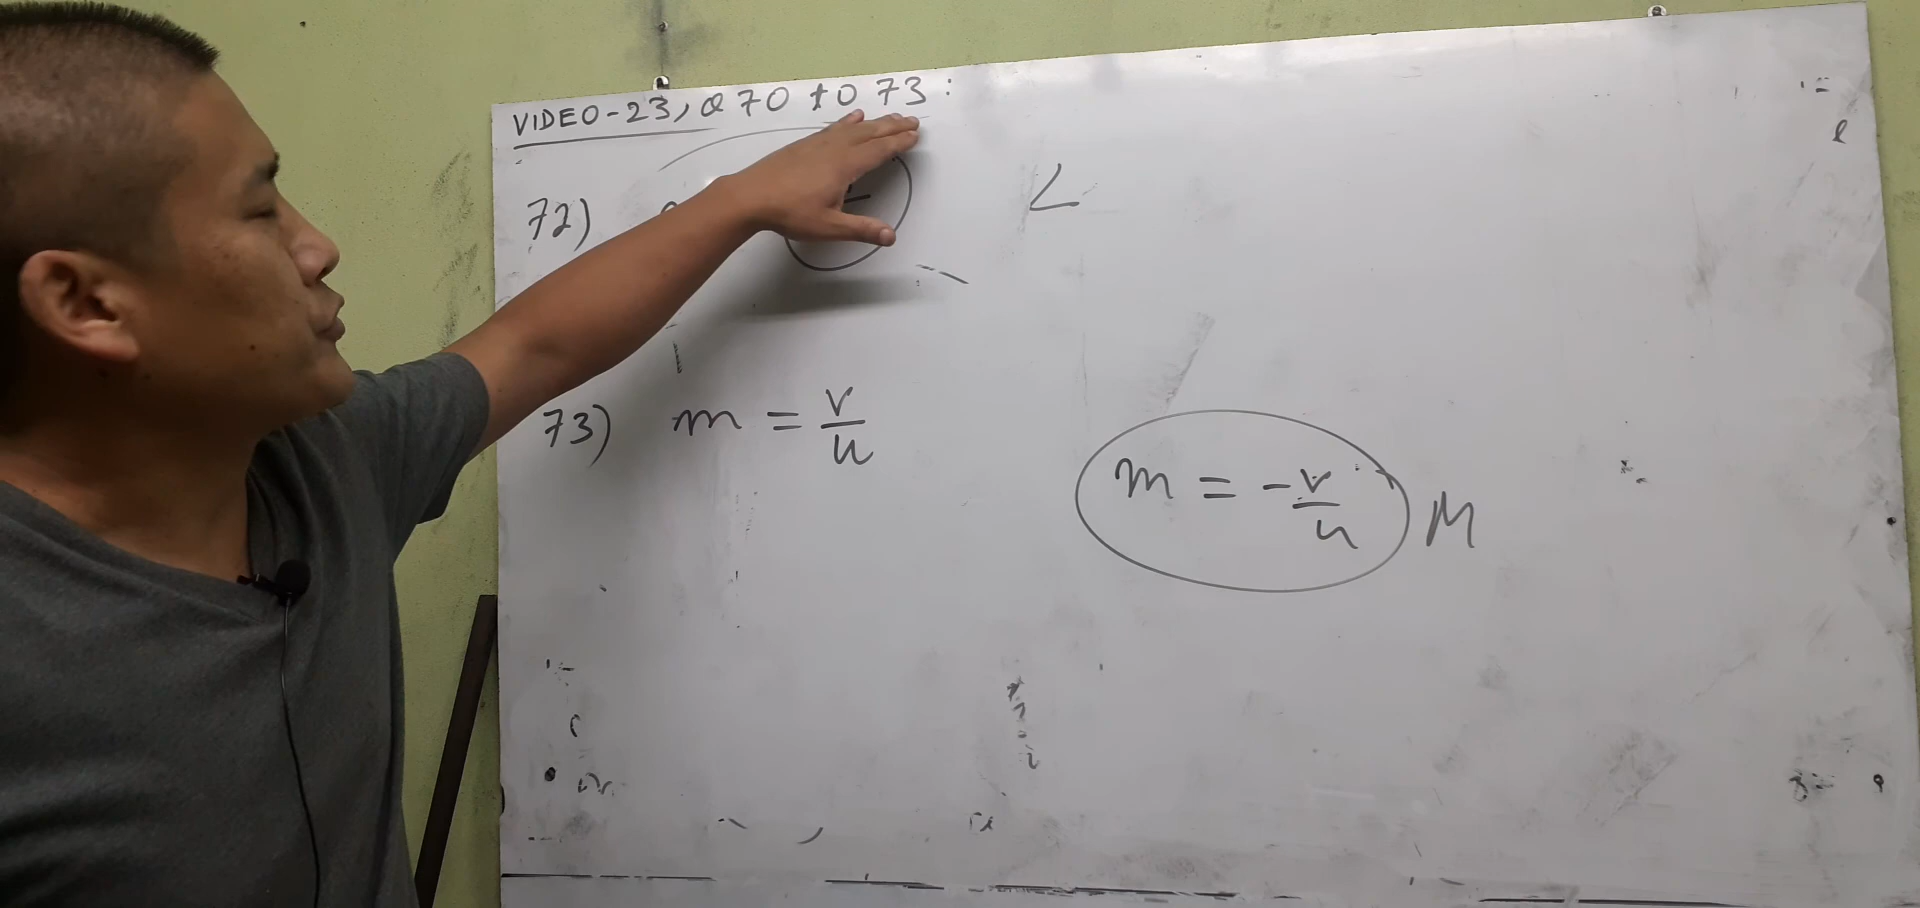 VIDEO-23, Q 70 to 73:
72)
L
73) m = v/u
m = -v/u M